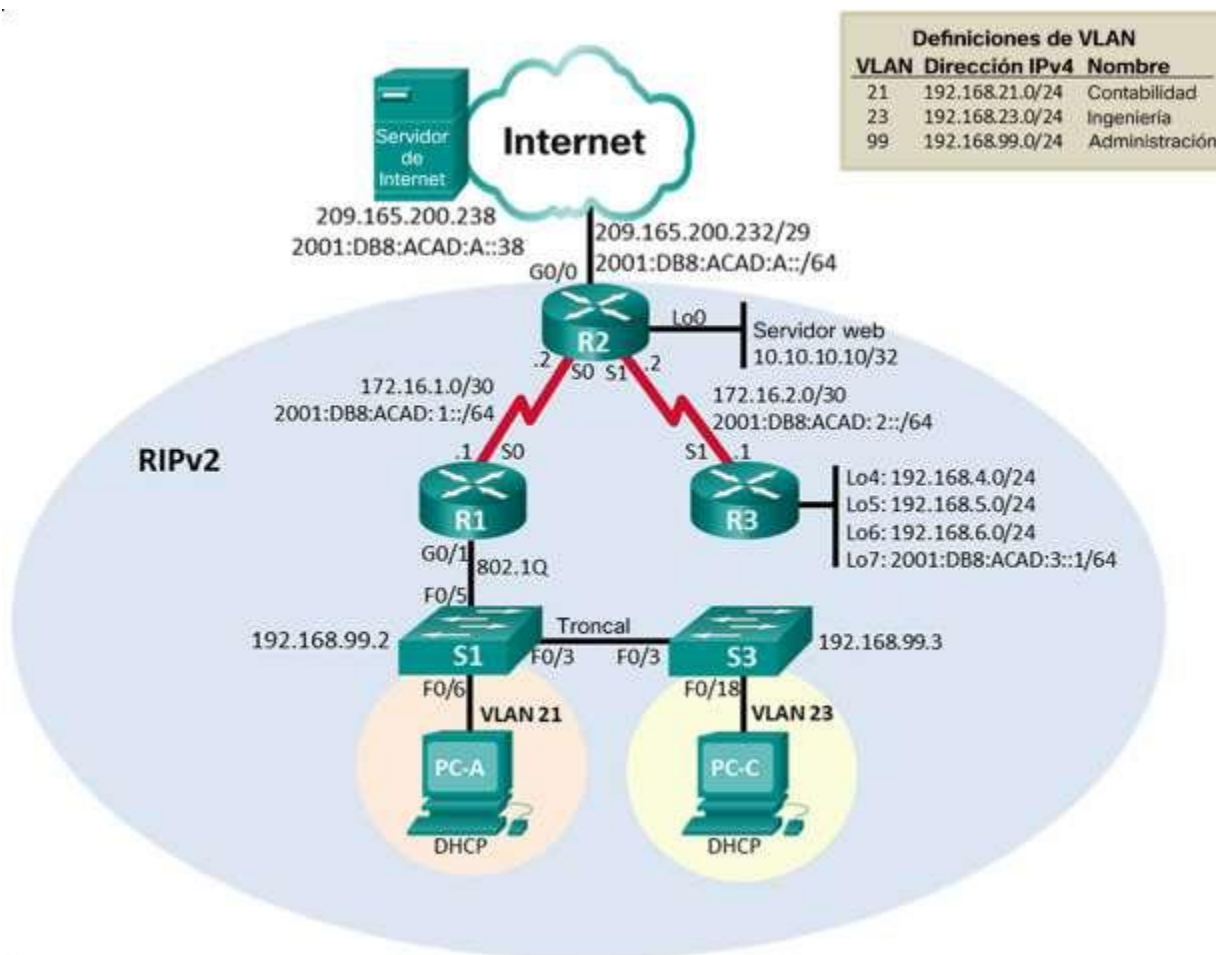 Definiciones de VLAN
VLAN Dirección IPv4 Nombre
21 192.168.21.0/24 Contabilidad
23 192.168.23.0/24 Ingeniería
99 192.168.99.0/24 Administración
Servidor
de
Internet
Internet
209.165.200.238
2001:DB8:ACAD:A::38
209.165.200.232/29
2001:DB8:ACAD:A::/64
G0/0
R2
Lo0
Servidor web
10.10.10.10/32
.2
S0
S1
.2
172.16.1.0/30
2001:DB8:ACAD: 1::/64
172.16.2.0/30
2001:DB8:ACAD: 2::/64
RIPv2
.1
S0
S1
.1
R1
R3
Lo4: 192.168.4.0/24
Lo5: 192.168.5.0/24
Lo6: 192.168.6.0/24
Lo7: 2001:DB8:ACAD:3::1/64
G0/1
802.1Q
F0/5
192.168.99.2
S1
Troncal
F0/3
F0/3
S3
192.168.99.3
F0/6
F0/18
VLAN 21
VLAN 23
PC-A
PC-C
DHCP
DHCP